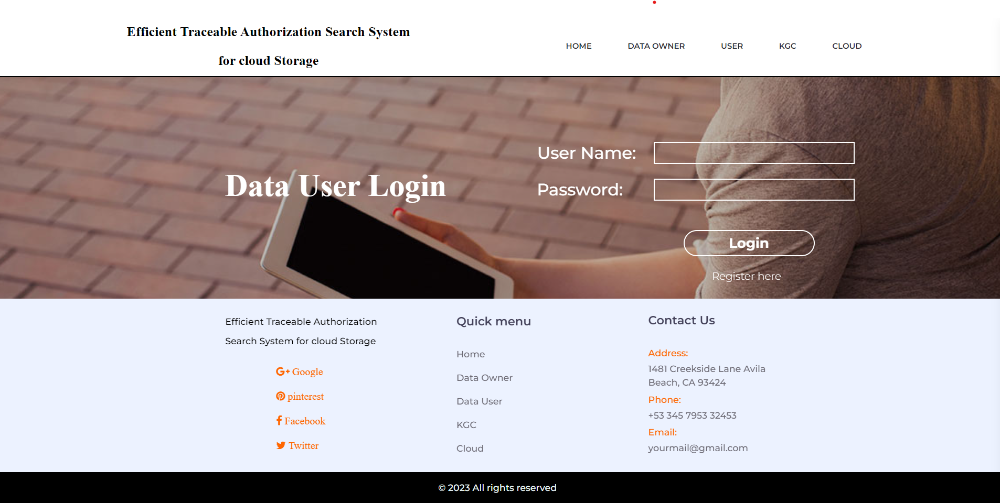 Efficient Traceable Authorization Search System
for cloud Storage
HOME
DATA OWNER
USER
KGC
CLOUD
Data User Login
User Name:
Password:
Login
Register here
Efficient Traceable Authorization
Search System for cloud Storage
Google
pinterest
Facebook
Twitter
Quick menu
Home
Data Owner
Data User
KGC
Cloud
Contact Us
Address:
1481 Creekside Lane Avila
Beach, CA 93424
Phone:
+53 345 7953 32453
Email:
yourmail@gmail.com
© 2023 All rights reserved